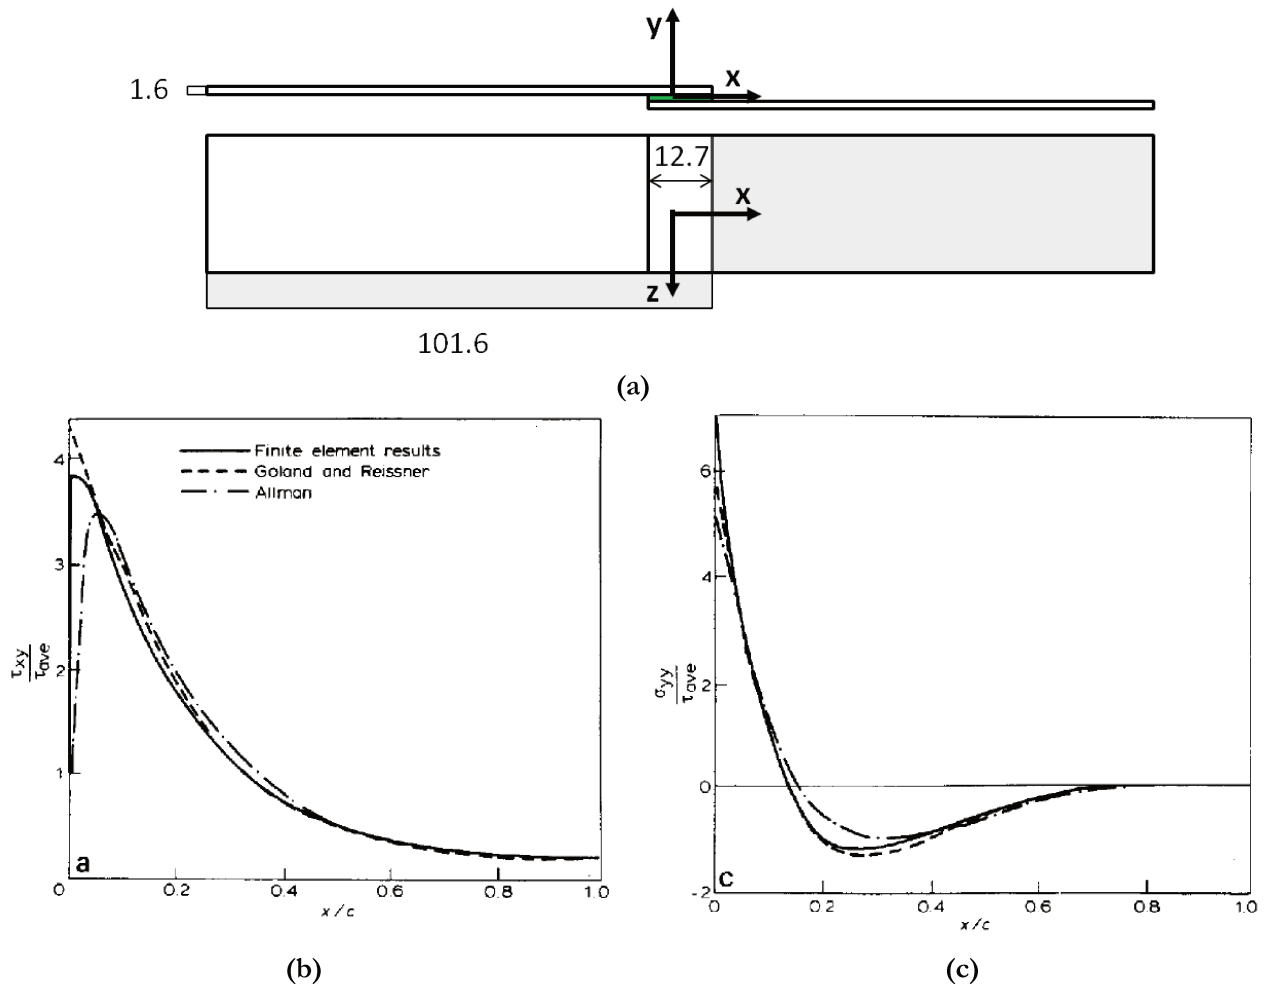 y
x
1.6
12.7
x
z
101.6
(a)
Finite element results
Goland and Reissner
Allman
4
3
2
1
τxy
τave
a
0
0.2
0.4
0.6
0.8
1.0
x/c
(b)
6
4
2
0
-2
σyy
τave
c
0
0.2
0.4
0.6
0.8
1.0
x/c
(c)